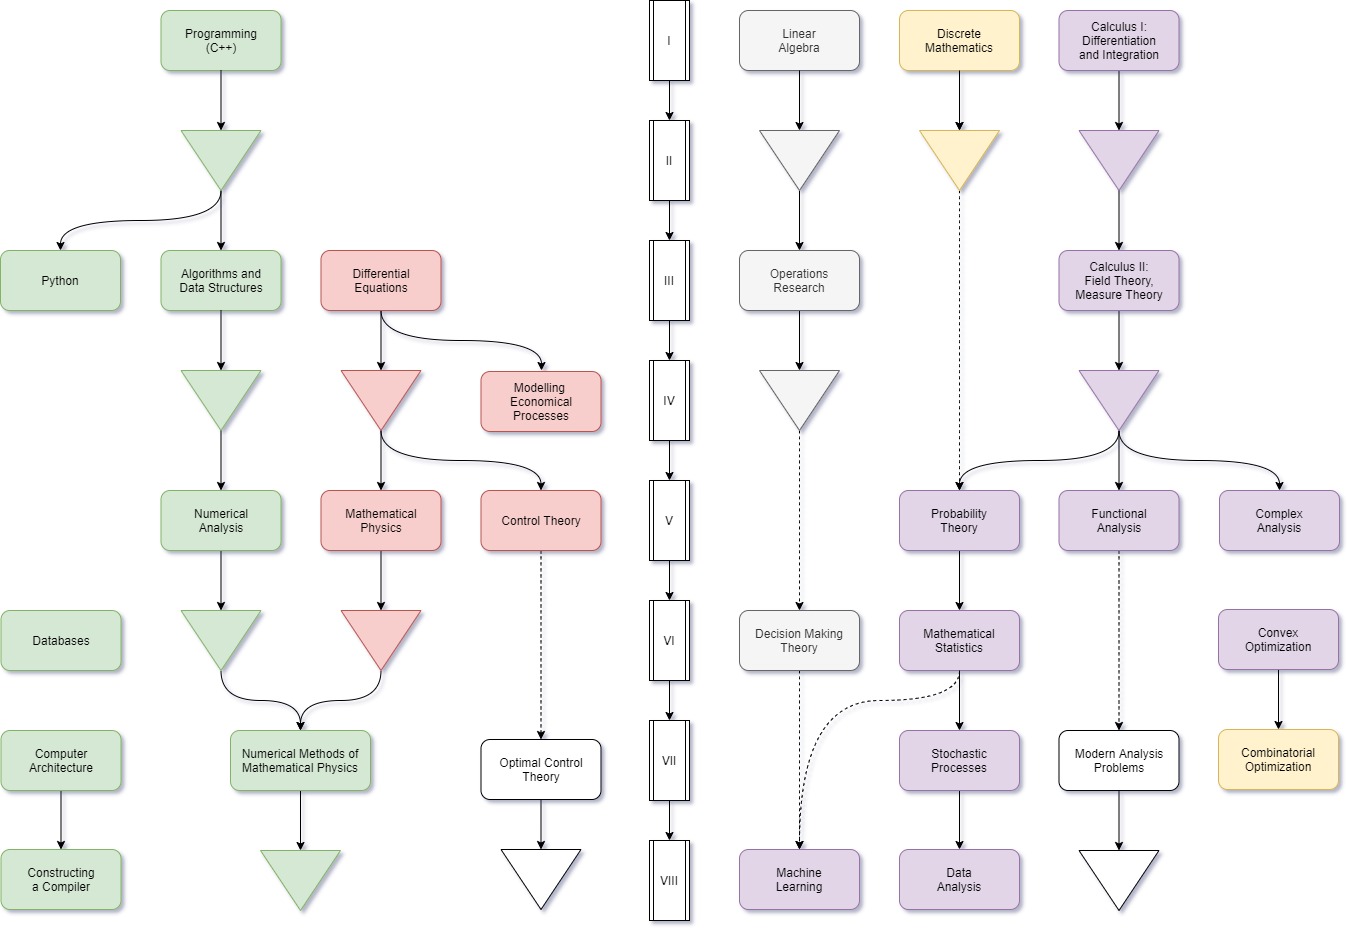 Programming
(C++)
I
Linear
Algebra
Discrete
Mathematics
Calculus I:
Differentiation
and Integration
II
Python
Algorithms and
Data Structures
Differential
Equations
III
Operations
Research
Calculus II:
Field Theory,
Measure Theory
Modelling
Economical
Processes
IV
Numerical
Analysis
Mathematical
Physics
Control Theory
V
Probability
Theory
Functional
Analysis
Complex
Analysis
Databases
VI
Decision Making
Theory
Mathematical
Statistics
Convex
Optimization
Computer
Architecture
Numerical Methods of
Mathematical Physics
Optimal Control
Theory
VII
Stochastic
Processes
Modern Analysis
Problems
Combinatorial
Optimization
Constructing
a Compiler
VIII
Machine
Learning
Data
Analysis